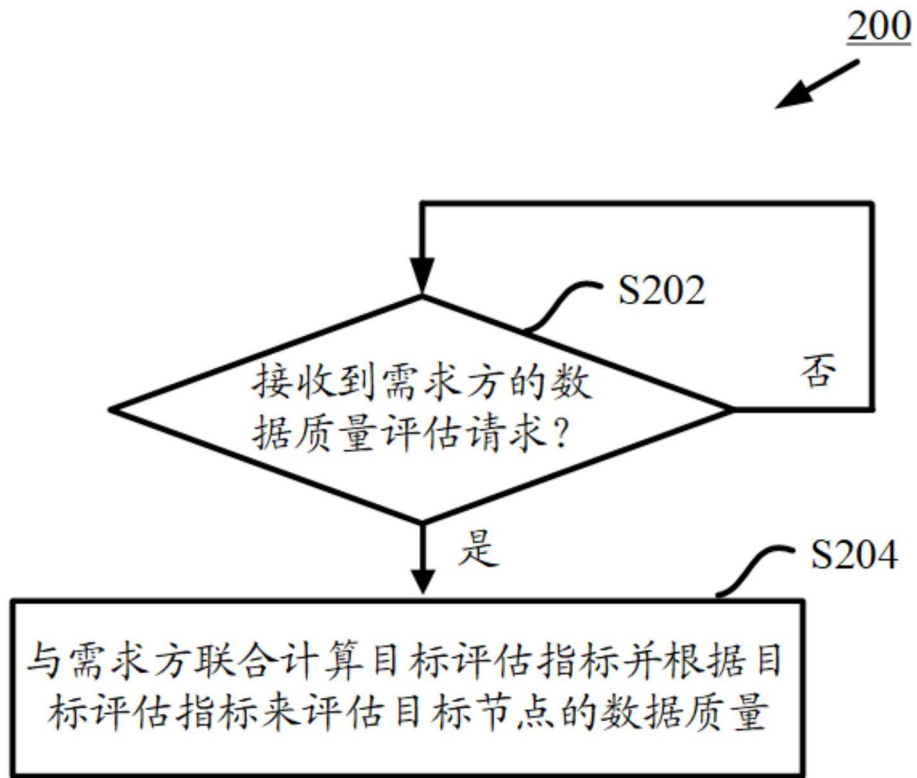 200
S202
接收到需求方的数
据质量评估请求?
否
是
S204
与需求方联合计算目标评估指标并根据目
标评估指标来评估目标节点的数据质量